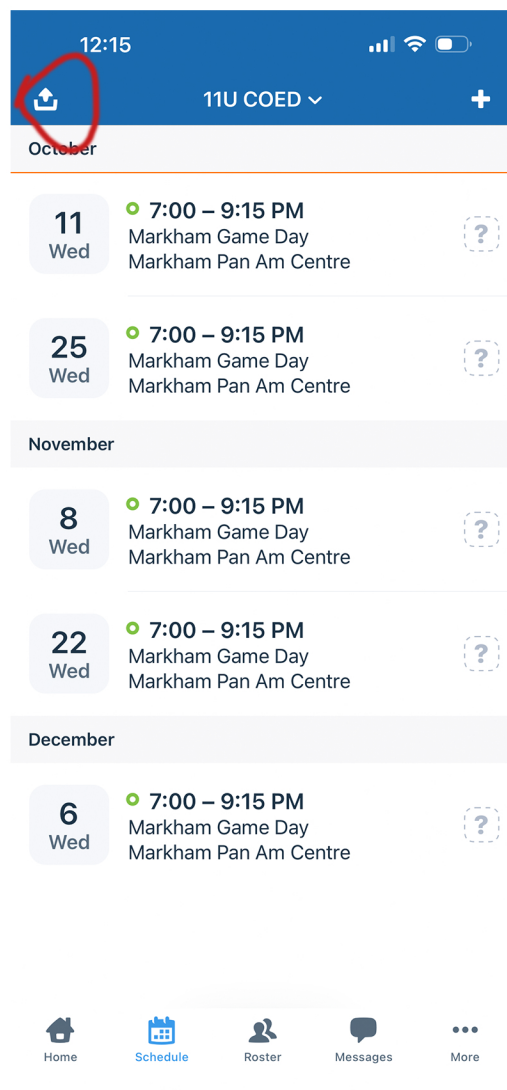 12:15
11U COED
October
11
Wed
7:00 – 9:15 PM
Markham Game Day
Markham Pan Am Centre
?
25
Wed
7:00 – 9:15 PM
Markham Game Day
Markham Pan Am Centre
?
November
8
Wed
7:00 – 9:15 PM
Markham Game Day
Markham Pan Am Centre
?
22
Wed
7:00 – 9:15 PM
Markham Game Day
Markham Pan Am Centre
?
December
6
Wed
7:00 – 9:15 PM
Markham Game Day
Markham Pan Am Centre
?
Home
Schedule
Roster
Messages
More